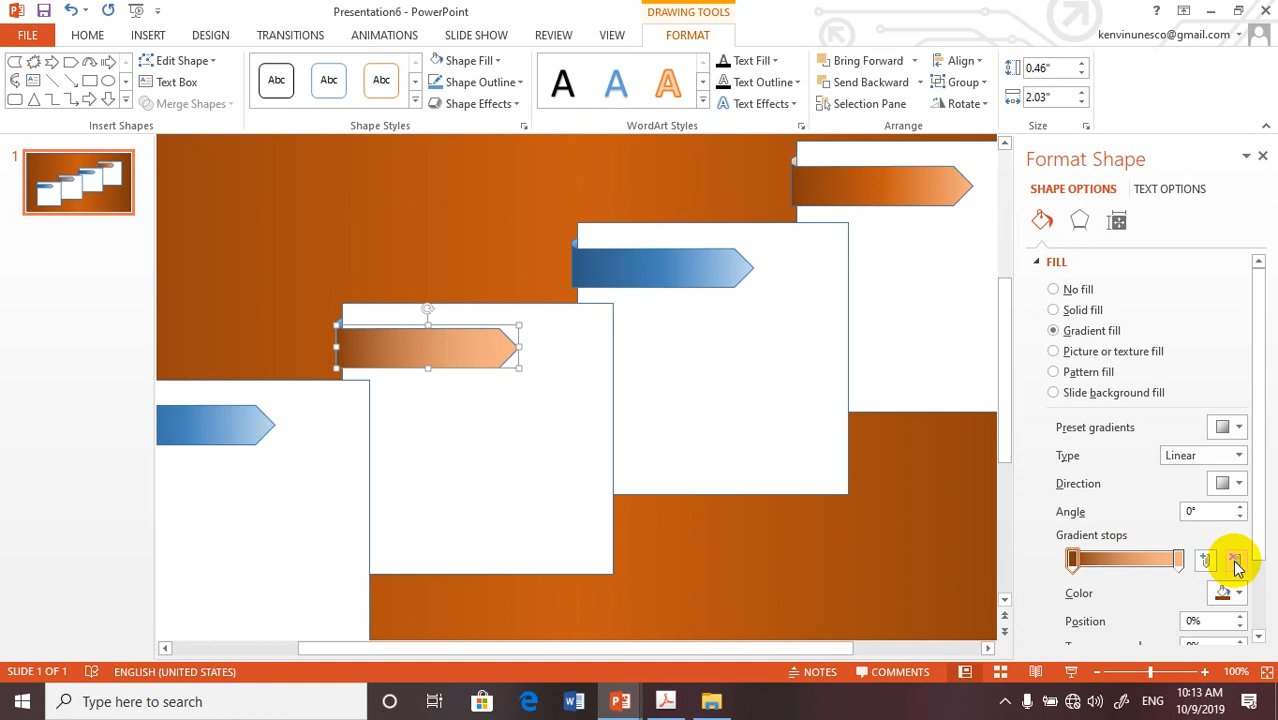 Presentation6 - PowerPoint
DRAWING TOOLS
?
FILE
HOME
INSERT
DESIGN
TRANSITIONS
ANIMATIONS
SLIDE SHOW
REVIEW
VIEW
FORMAT
kenvinunesco@gmail.com
Edit Shape
Text Box
Merge Shapes
Insert Shapes
Abc
Abc
Abc
Shape Fill
Shape Outline
Shape Effects
Shape Styles
A
A
A
Text Fill
Text Outline
Text Effects
WordArt Styles
Bring Forward
Send Backward
Selection Pane
Align
Group
Rotate
Arrange
0.46"
2.03"
Size
1
Format Shape
SHAPE OPTIONS
TEXT OPTIONS
FILL
No fill
Solid fill
Gradient fill
Picture or texture fill
Pattern fill
Slide background fill
Preset gradients
Type
Linear
Direction
Angle
0°
Gradient stops
Color
Position
0%
SLIDE 1 OF 1
ENGLISH (UNITED STATES)
NOTES
COMMENTS
100%
Type here to search
ENG
10:13 AM
10/9/2019